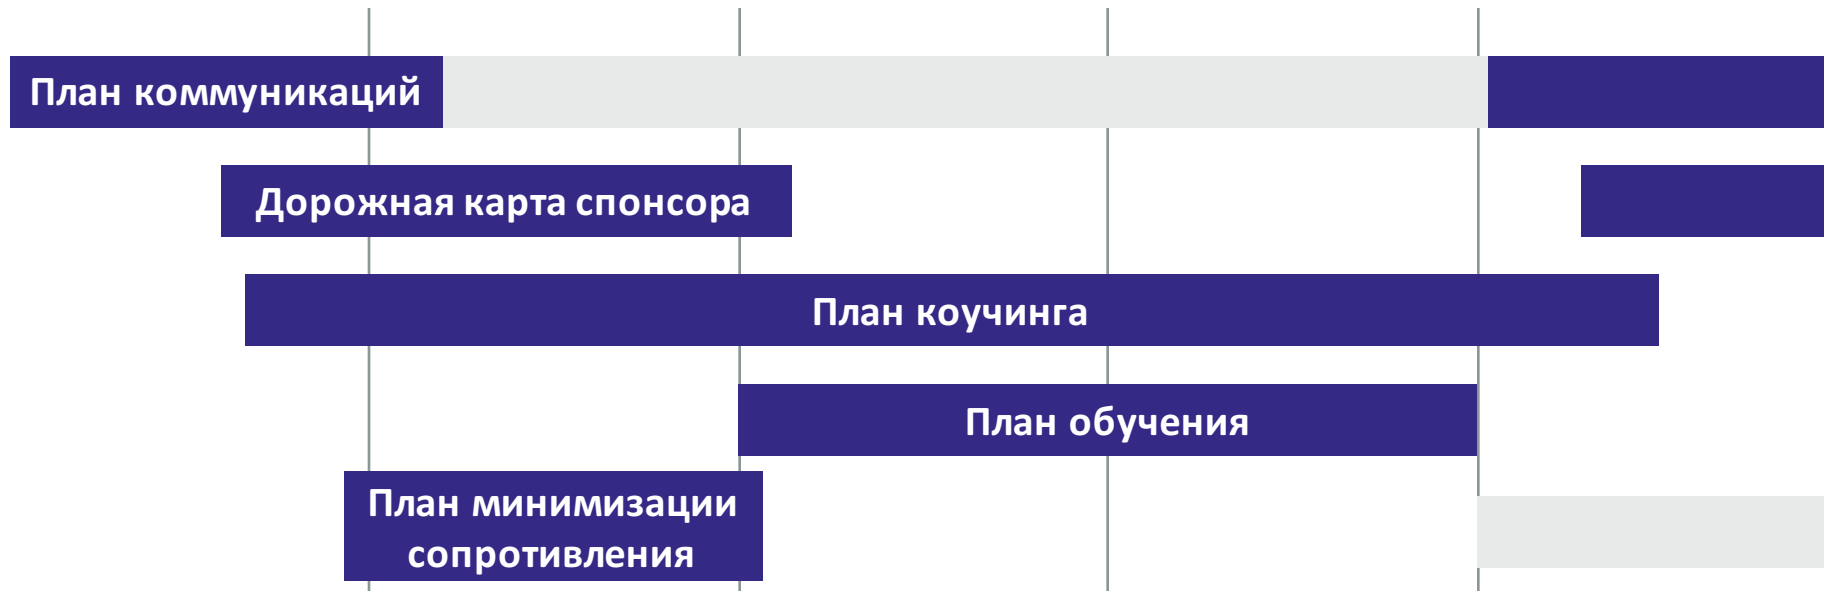 План коммуникаций
Дорожная карта спонсора
План коучинга
План обучения
План минимизации
сопротивления